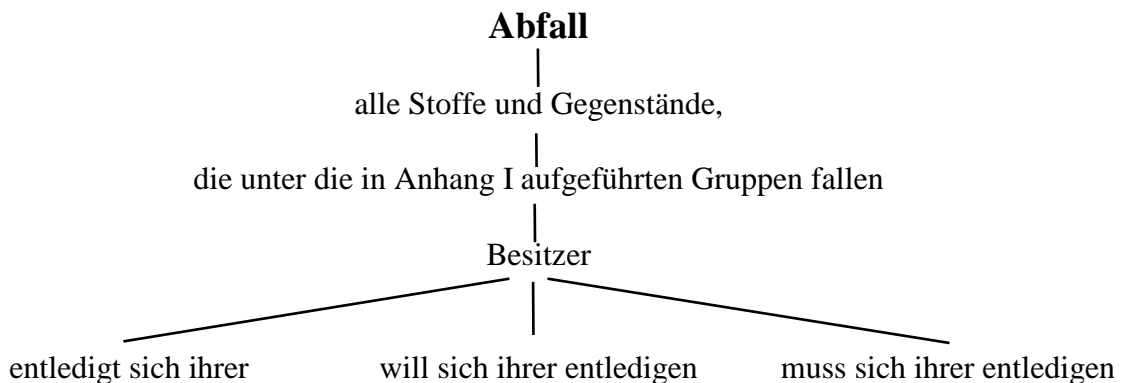 Abfall
alle Stoffe und Gegenstände,
die unter die in Anhang I aufgeführten Gruppen fallen
Besitzer
entledigt sich ihrer
will sich ihrer entledigen
muss sich ihrer entledigen